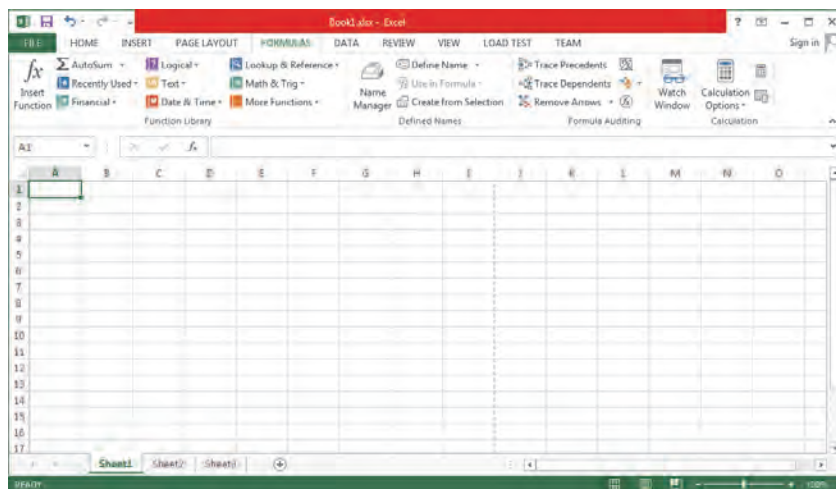 Book1.xlsx - Excel
?
FILE HOME INSERT PAGE LAYOUT FORMULAS DATA REVIEW VIEW LOAD TEST TEAM Sign in
fx Insert Function
Σ AutoSum
Recently Used
Financial
Logical
Text
Date & Time
Lookup & Reference
Math & Trig
More Functions
Function Library
Name Manager
Define Name
Use in Formula
Create from Selection
Defined Names
Trace Precedents
Trace Dependents
Remove Arrows
Formula Auditing
Watch Window
Calculation Options
Calculation
A1 fx
A B C D E F G H I J K L M N O
1
2
3
4
5
6
7
8
9
10
11
12
13
14
15
16
17
Sheet1 Sheet2 Sheet3
READY 100%